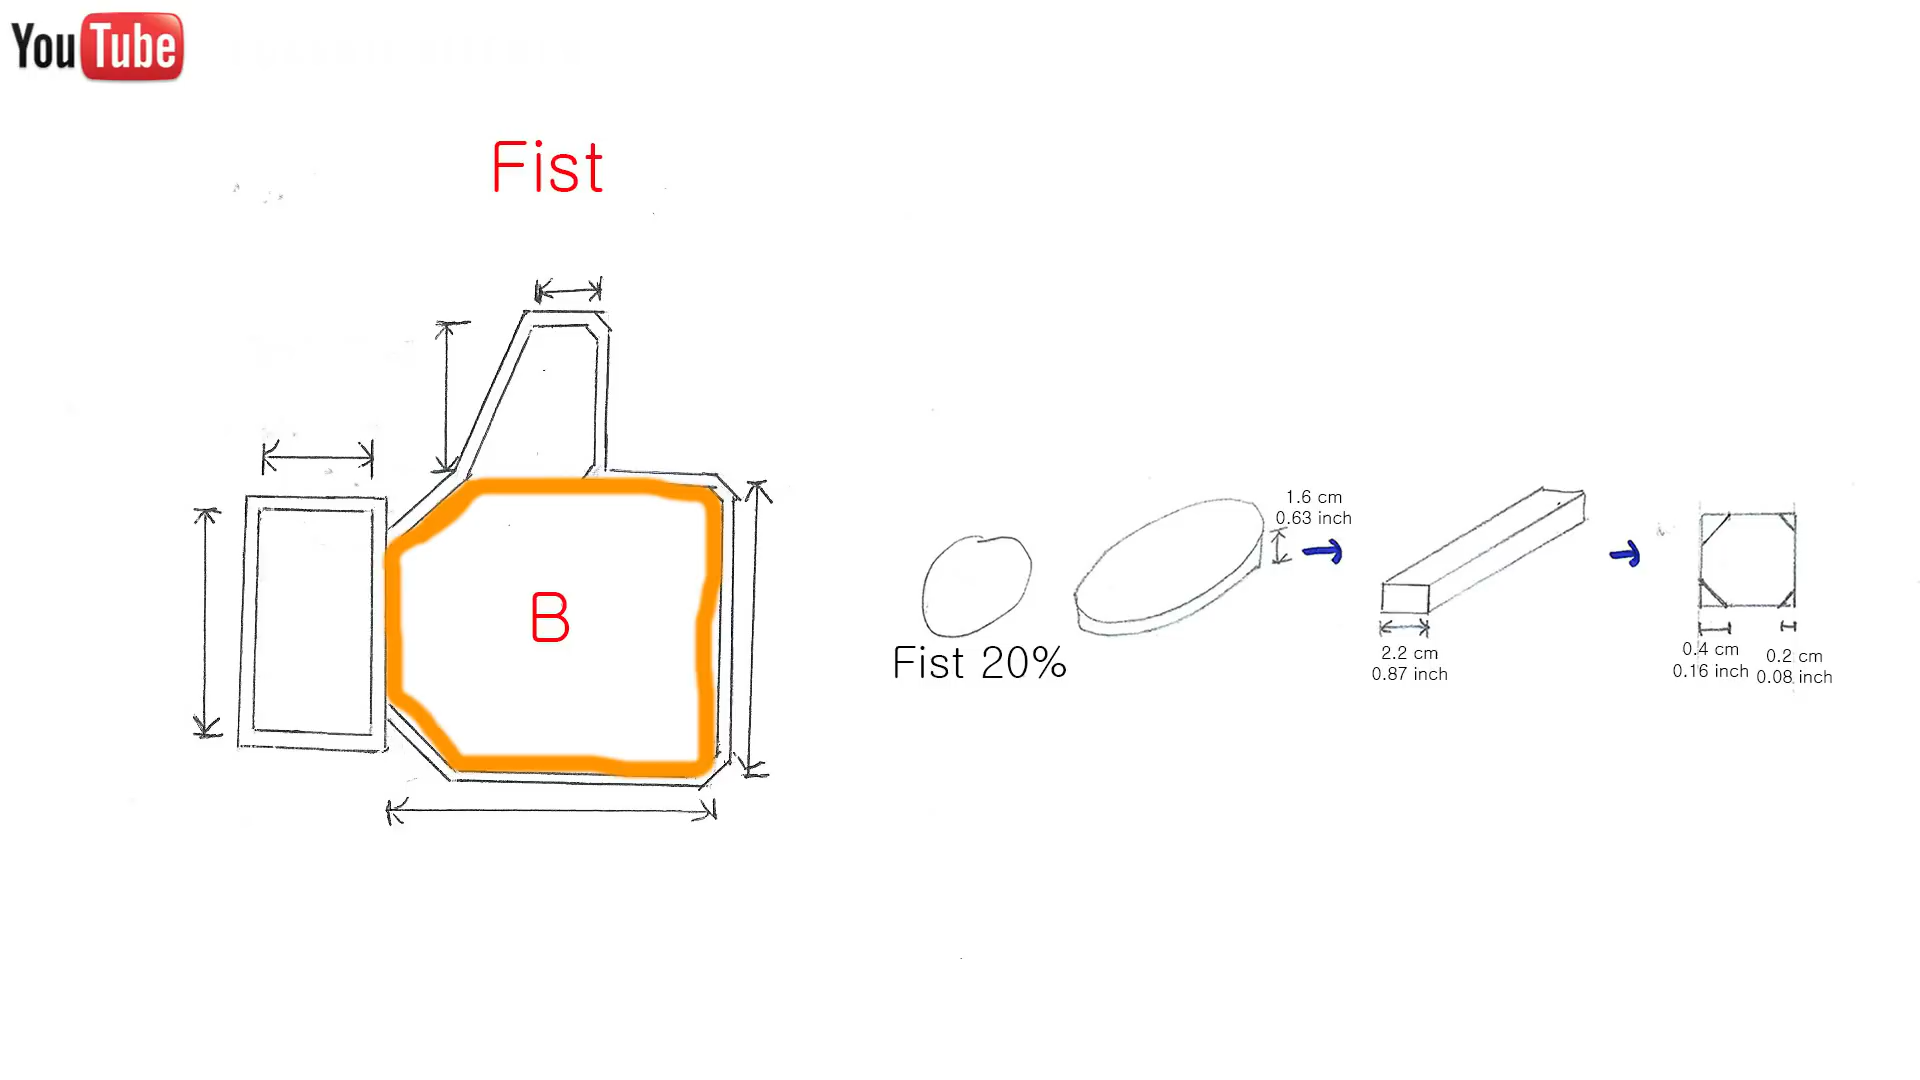 YouTube
Fist
B
Fist 20%
1.6 cm
0.63 inch
2.2 cm
0.87 inch
0.4 cm
0.16 inch
0.2 cm
0.08 inch